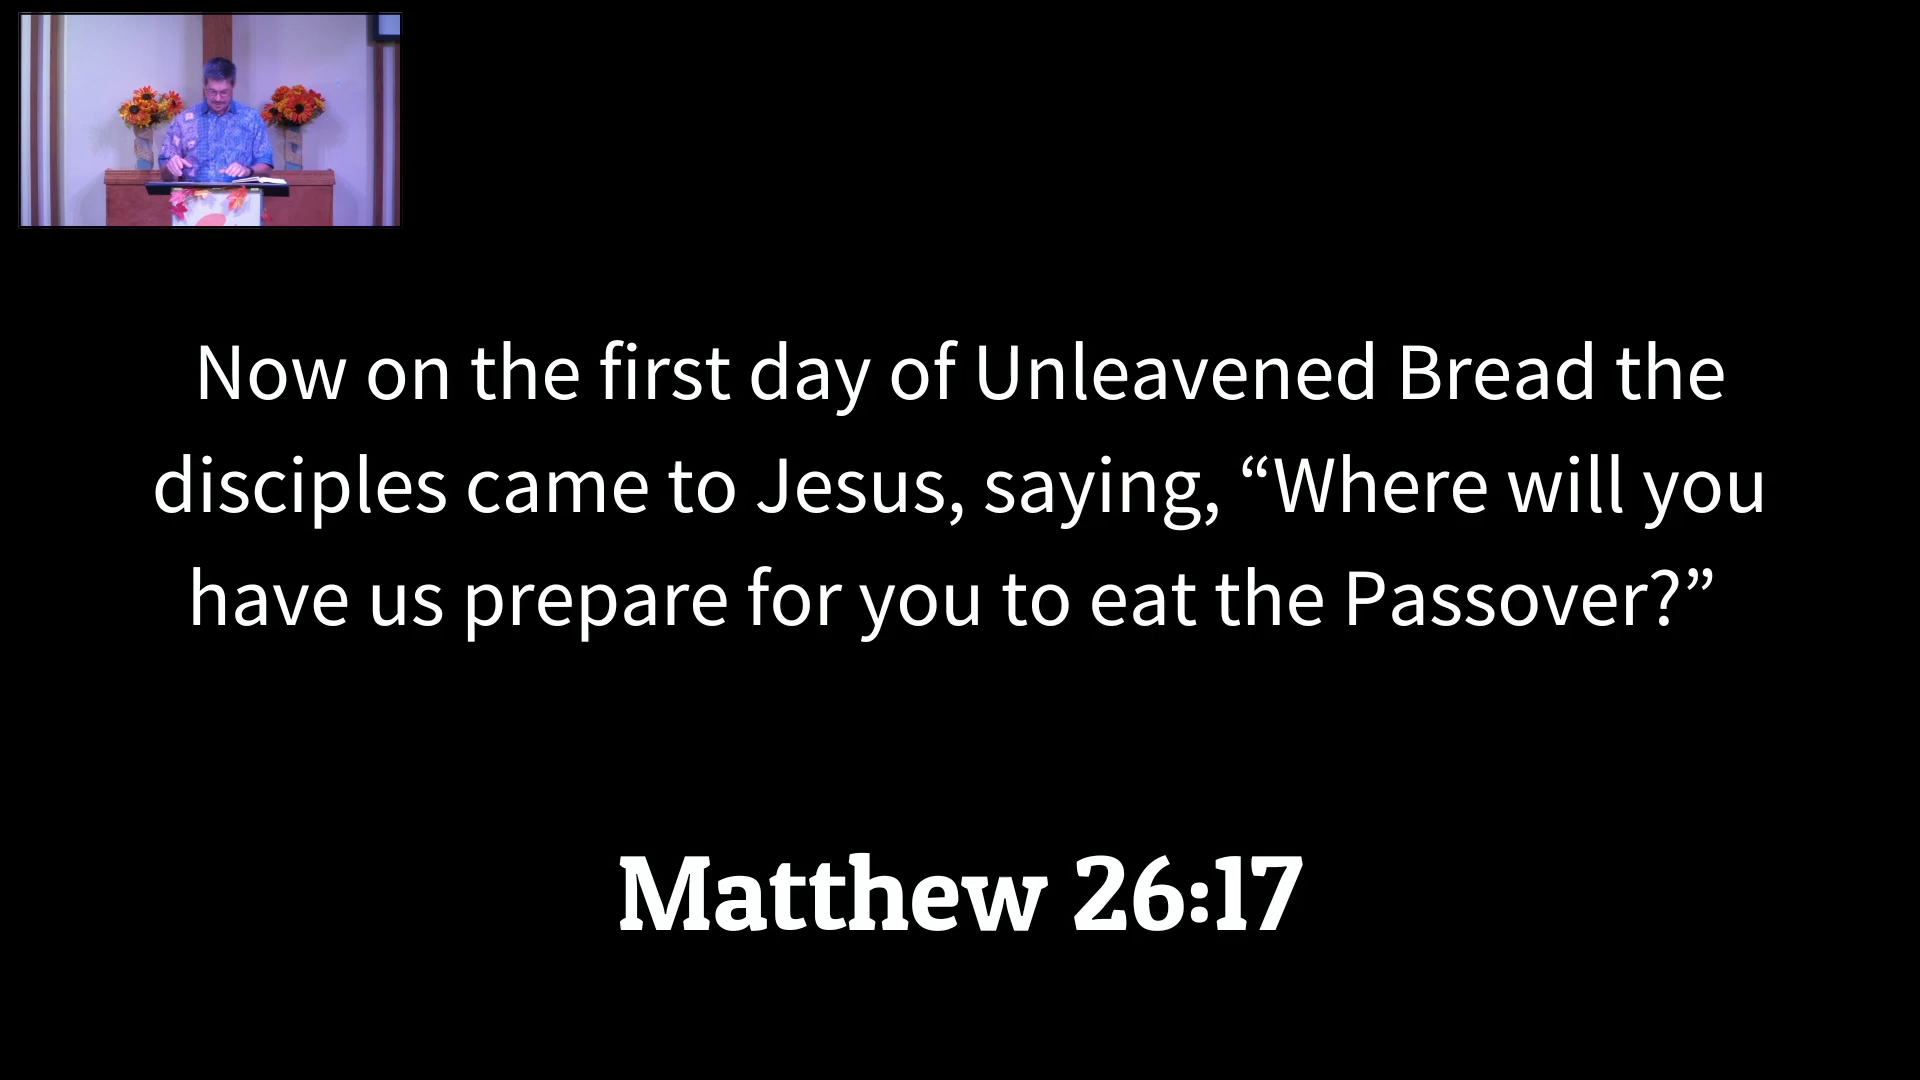 Now on the first day of Unleavened Bread the
disciples came to Jesus, saying, “Where will you
have us prepare for you to eat the Passover?”
Matthew 26:17